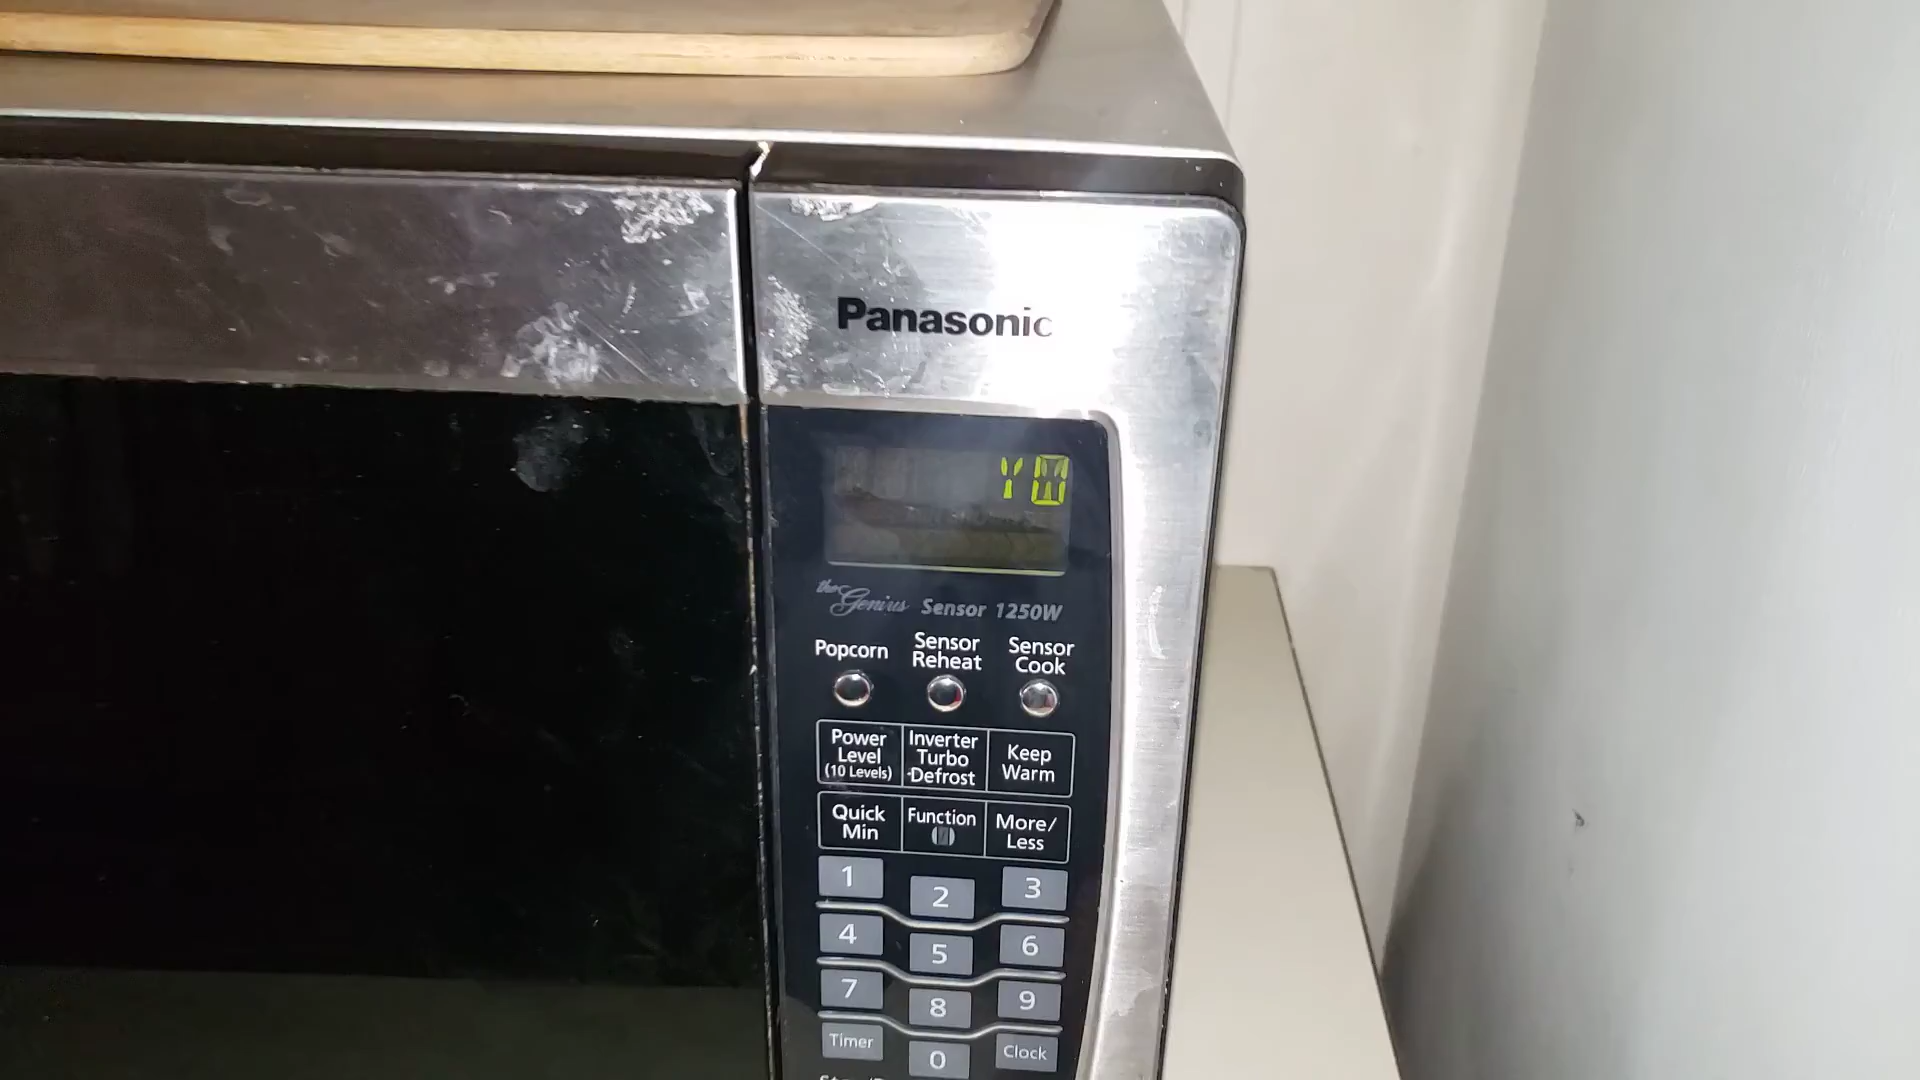 Panasonic
the Genius Sensor 1250W
Popcorn
Sensor Reheat
Sensor Cook
Power Level (10 Levels)
Inverter Turbo Defrost
Keep Warm
Quick Min
Function
More/Less
1
2
3
4
5
6
7
8
9
Timer
0
Clock